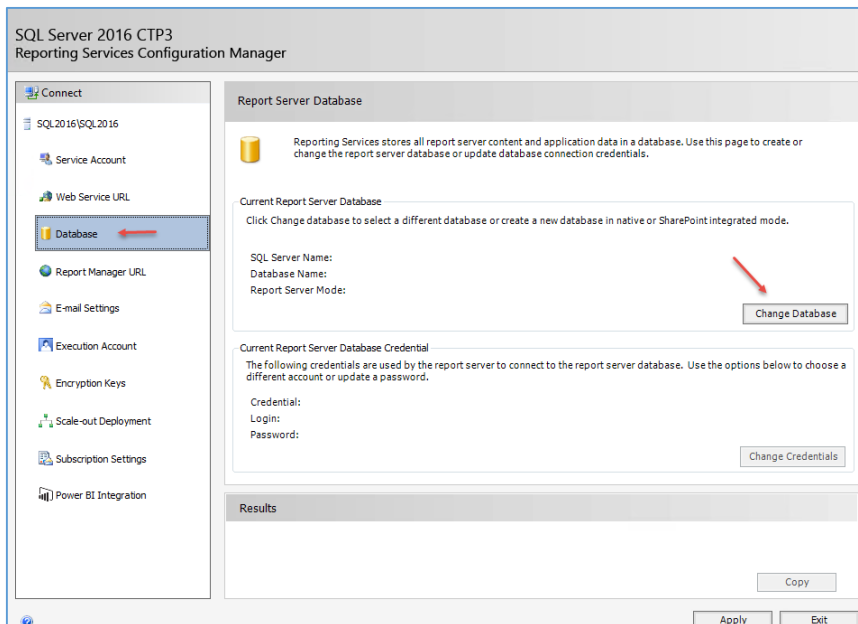 SQL Server 2016 CTP3
Reporting Services Configuration Manager
Connect
SQL2016\SQL2016
Service Account
Web Service URL
Database
Report Manager URL
E-mail Settings
Execution Account
Encryption Keys
Scale-out Deployment
Subscription Settings
Power BI Integration
Report Server Database
Reporting Services stores all report server content and application data in a database. Use this page to create or
change the report server database or update database connection credentials.
Current Report Server Database
Click Change database to select a different database or create a new database in native or SharePoint integrated mode.
SQL Server Name:
Database Name:
Report Server Mode:
Change Database
Current Report Server Database Credential
The following credentials are used by the report server to connect to the report server database. Use the options below to choose a
different account or update a password.
Credential:
Login:
Password:
Change Credentials
Results
Copy
Apply
Exit